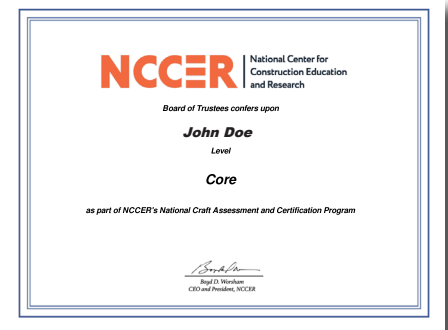 NCCER
National Center for
Construction Education
and Research
Board of Trustees confers upon
John Doe
Level
Core
as part of NCCER's National Craft Assessment and Certification Program
Boyd D. Worsham
CEO and President, NCCER